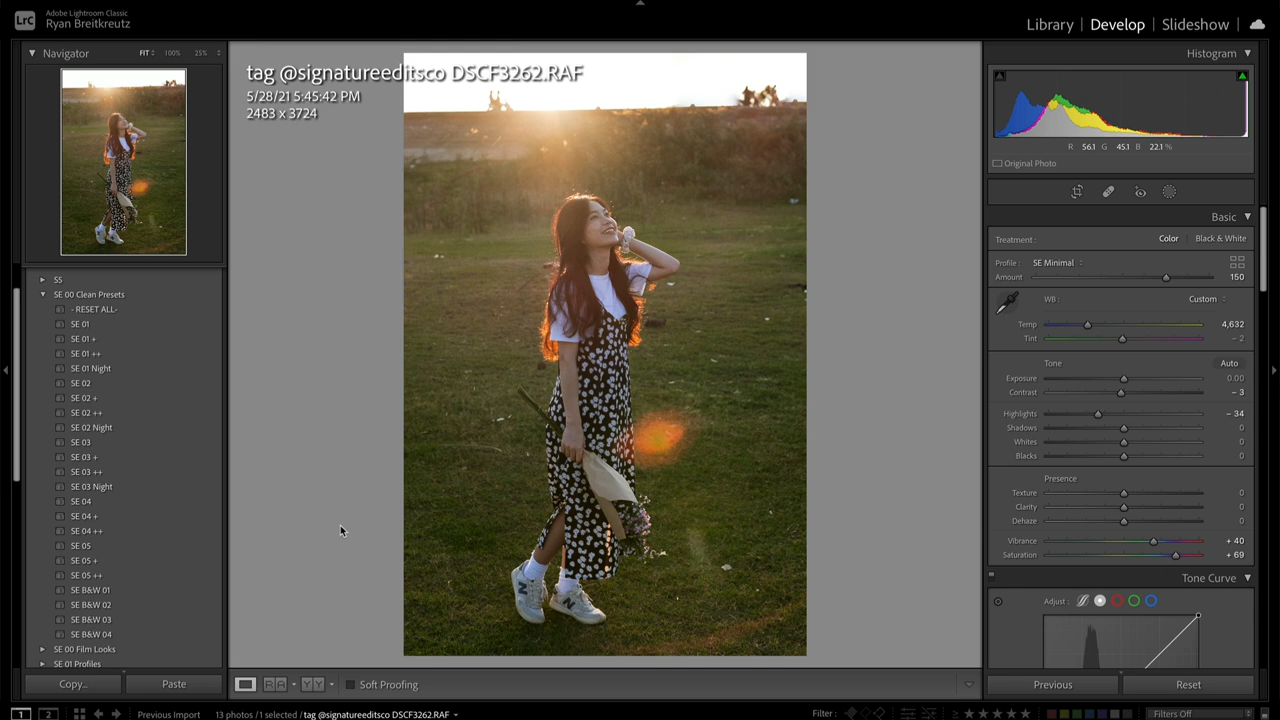 Adobe Lightroom Classic
LrC
Ryan Breitkreutz
Library | Develop | Slideshow
Navigator
FIT
100%
25%
Histogram
tag @signatureeditsco DSCF3262.RAF
5/28/21 5:45:42 PM
2483 x 3724
R 56.1 G 45.1 B 22.1 %
Original Photo
Basic
Treatment :
Color
Black & White
Profile :
SE Minimal
Amount
150
WB :
Custom
Temp
4,632
Tint
- 2
Tone
Auto
Exposure
0.00
Contrast
- 3
Highlights
- 34
Shadows
0
Whites
0
Blacks
0
Presence
Texture
0
Clarity
0
Dehaze
0
Vibrance
+ 40
Saturation
+ 69
Tone Curve
Adjust :
SS
SE 00 Clean Presets
- RESET ALL-
SE 01
SE 01 +
SE 01 ++
SE 01 Night
SE 02
SE 02 +
SE 02 ++
SE 02 Night
SE 03
SE 03 +
SE 03 ++
SE 03 Night
SE 04
SE 04 +
SE 04 ++
SE 05
SE 05 +
SE 05 ++
SE B&W 01
SE B&W 02
SE B&W 03
SE B&W 04
SE 00 Film Looks
SE 01 Profiles
Copy...
Paste
Soft Proofing
Previous
Reset
1
2
Previous Import
13 photos /1 selected / tag @signatureeditsco DSCF3262.RAF
Filter :
Filters Off